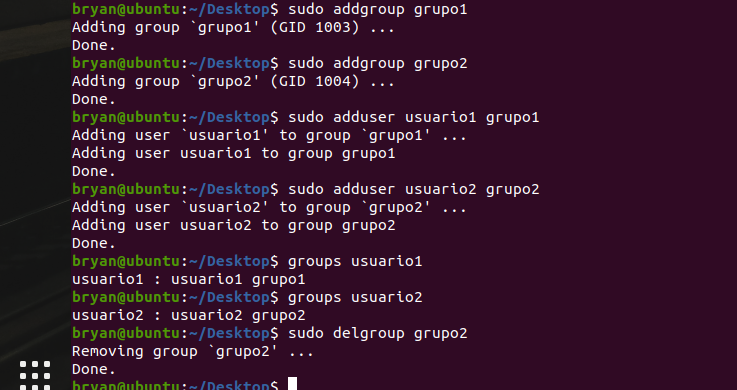 bryan@ubuntu:~/Desktop$ sudo addgroup grupo1
Adding group `grupo1' (GID 1003) ...
Done.
bryan@ubuntu:~/Desktop$ sudo addgroup grupo2
Adding group `grupo2' (GID 1004) ...
Done.
bryan@ubuntu:~/Desktop$ sudo adduser usuario1 grupo1
Adding user `usuario1' to group `grupo1' ...
Adding user usuario1 to group grupo1
Done.
bryan@ubuntu:~/Desktop$ sudo adduser usuario2 grupo2
Adding user `usuario2' to group `grupo2' ...
Adding user usuario2 to group grupo2
Done.
bryan@ubuntu:~/Desktop$ groups usuario1
usuario1 : usuario1 grupo1
bryan@ubuntu:~/Desktop$ groups usuario2
usuario2 : usuario2 grupo2
bryan@ubuntu:~/Desktop$ sudo delgroup grupo2
Removing group `grupo2' ...
Done.
bryan@ubuntu:~/Desktop$